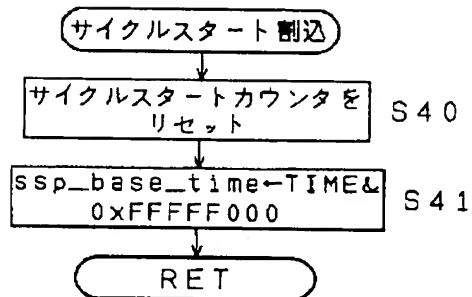 サイクルスタート割込
サイクルスタートカウンタを
リセット
S40
ssp_base_time←TIME&
0xFFFFF000
S41
RET